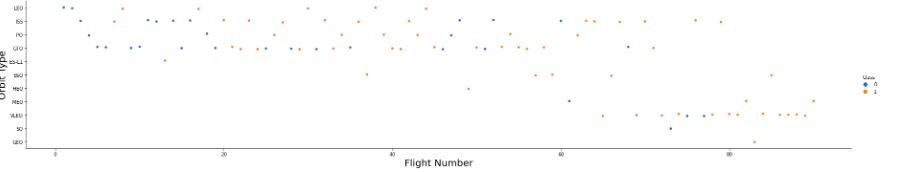 LEO
ISS
PO
GTO
ES-L1
SSO
HEO
MEO
VLEO
SO
GEO
Orbit Type
0
20
40
60
80
Flight Number
Class
0
1